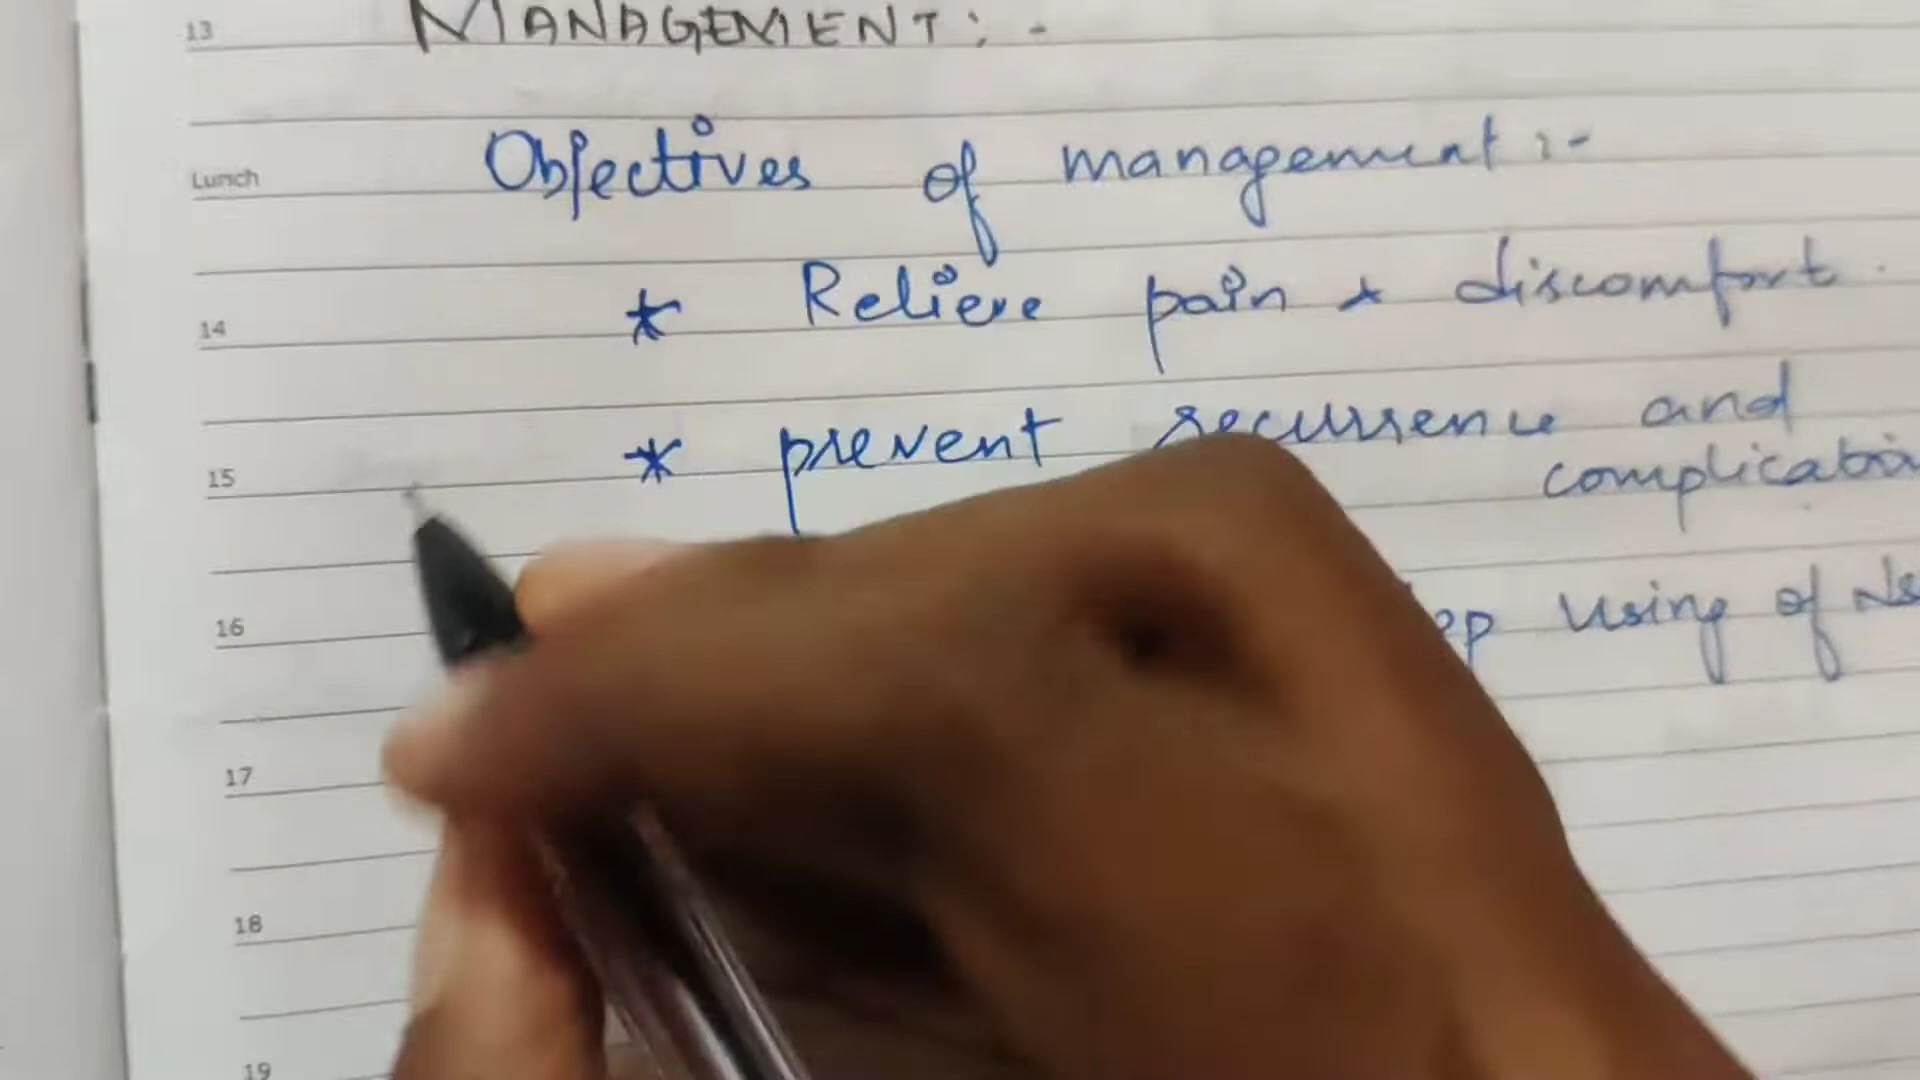 13 MANAGEMENT : -
Lunch Objectives of management :-
14 * Relieve pain & discomfort.
15 * prevent recurrence and
complication
16 using of
17
18
19